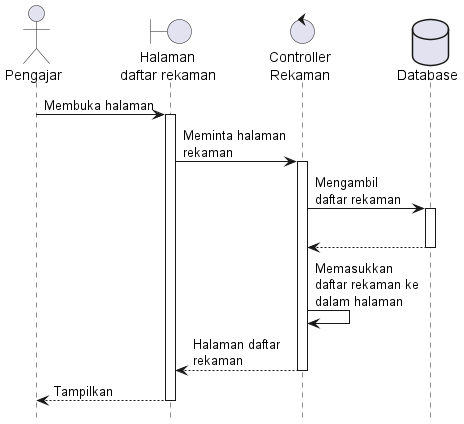 Pengajar
Halaman
daftar rekaman
Controller
Rekaman
Database
Membuka halaman
Meminta halaman
rekaman
Mengambil
daftar rekaman
Memasukkan
daftar rekaman ke
dalam halaman
Halaman daftar
rekaman
Tampilkan